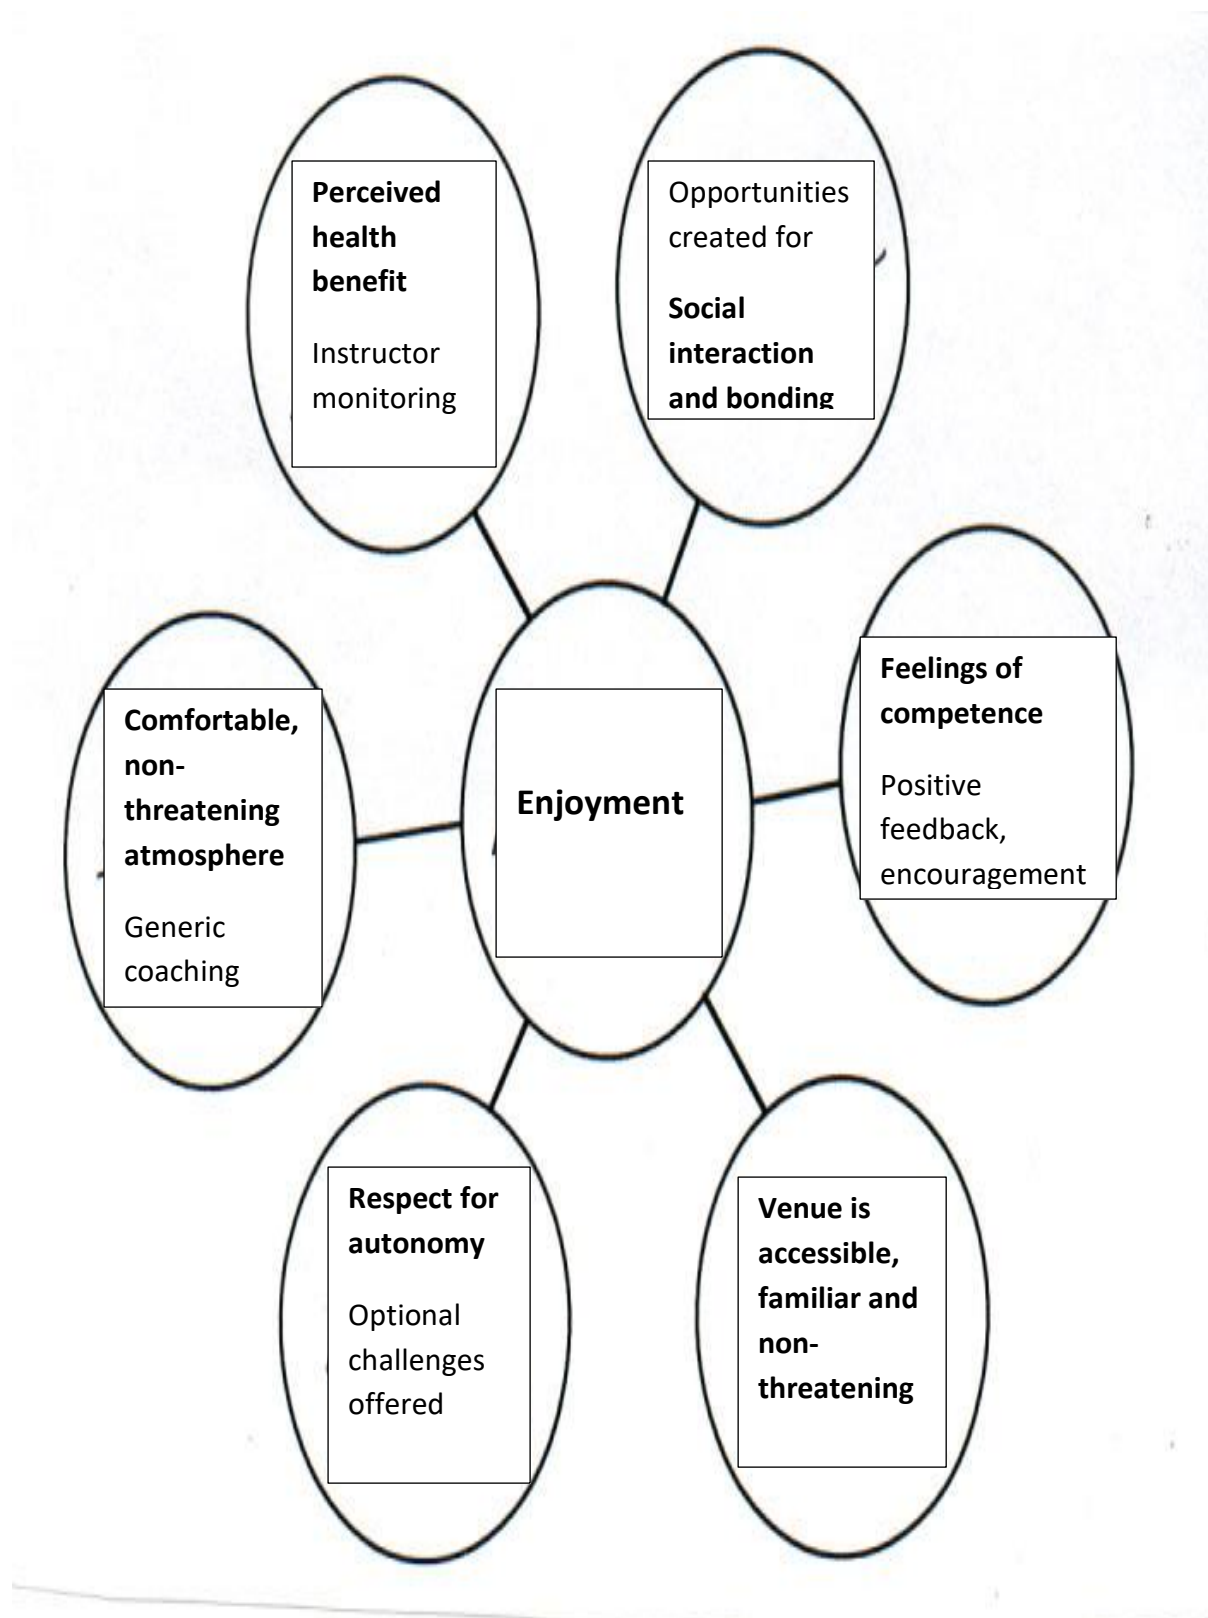 Perceived
health
benefit
Instructor
monitoring
Opportunities
created for
Social
interaction
and bonding
Comfortable,
non-
threatening
atmosphere
Generic
coaching
Enjoyment
Feelings of
competence
Positive
feedback,
encouragement
Respect for
autonomy
Optional
challenges
offered
Venue is
accessible,
familiar and
non-
threatening